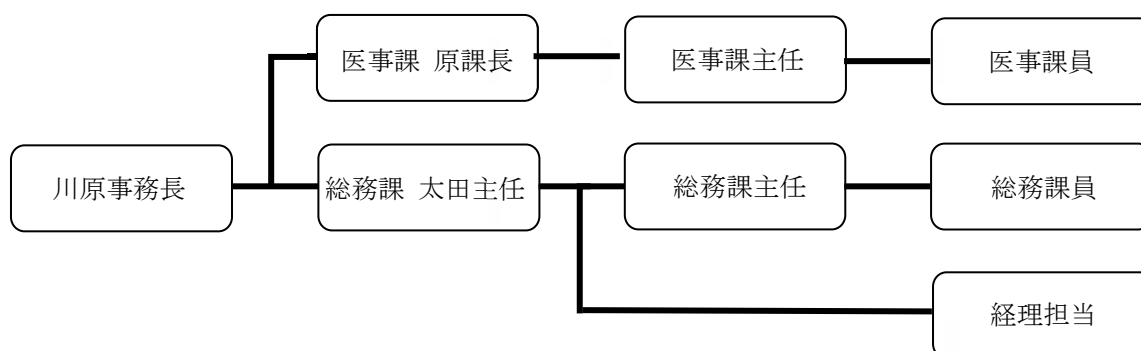 医事課 原課長
医事課主任
医事課員
川原事務長
総務課 太田主任
総務課主任
総務課員
経理担当